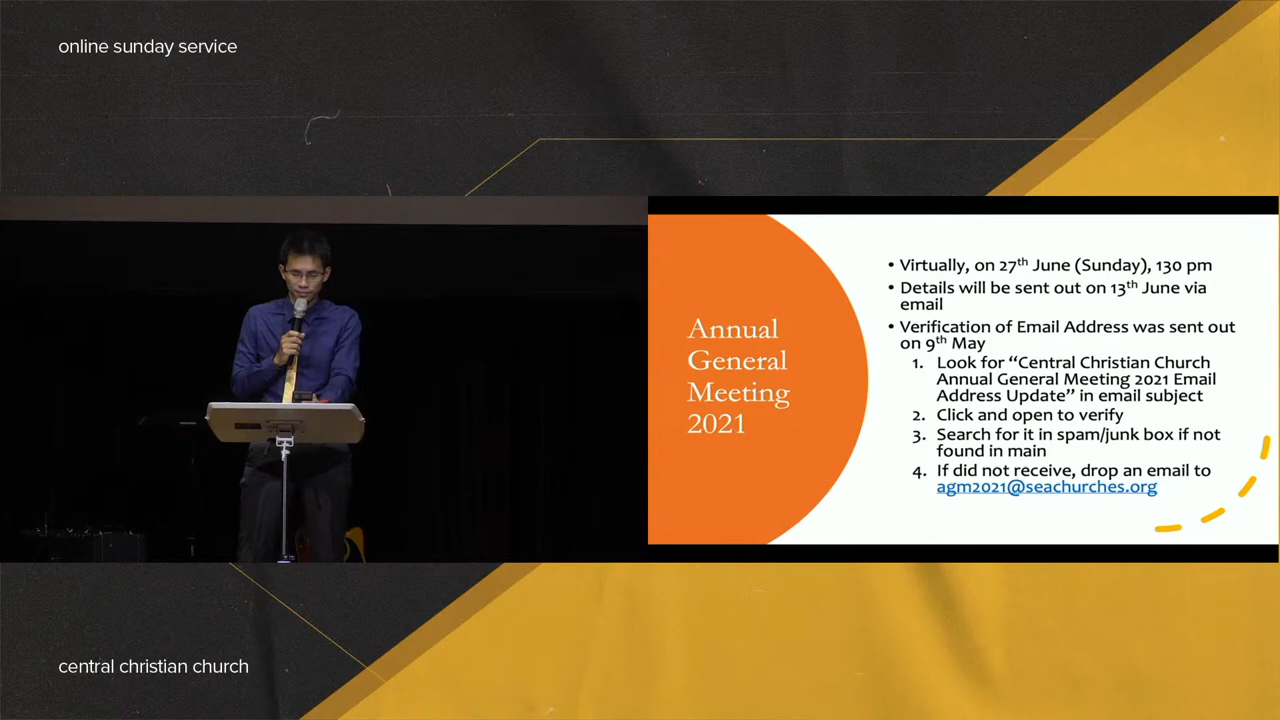 online sunday service
Annual
General
Meeting
2021
• Virtually, on 27th June (Sunday), 130 pm
• Details will be sent out on 13th June via
email
• Verification of Email Address was sent out
on 9th May
1. Look for “Central Christian Church
Annual General Meeting 2021 Email
Address Update” in email subject
2. Click and open to verify
3. Search for it in spam/junk box if not
found in main
4. If did not receive, drop an email to
agm2021@seachurches.org
central christian church